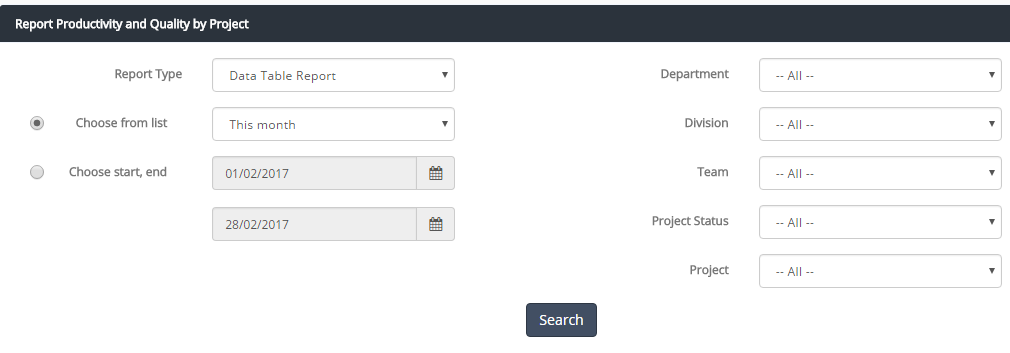 Report Productivity and Quality by Project
Report Type Data Table Report Department -- All --
Choose from list This month Division -- All --
Choose start, end 01/02/2017 Team -- All --
28/02/2017 Project Status -- All --
Project -- All --
Search